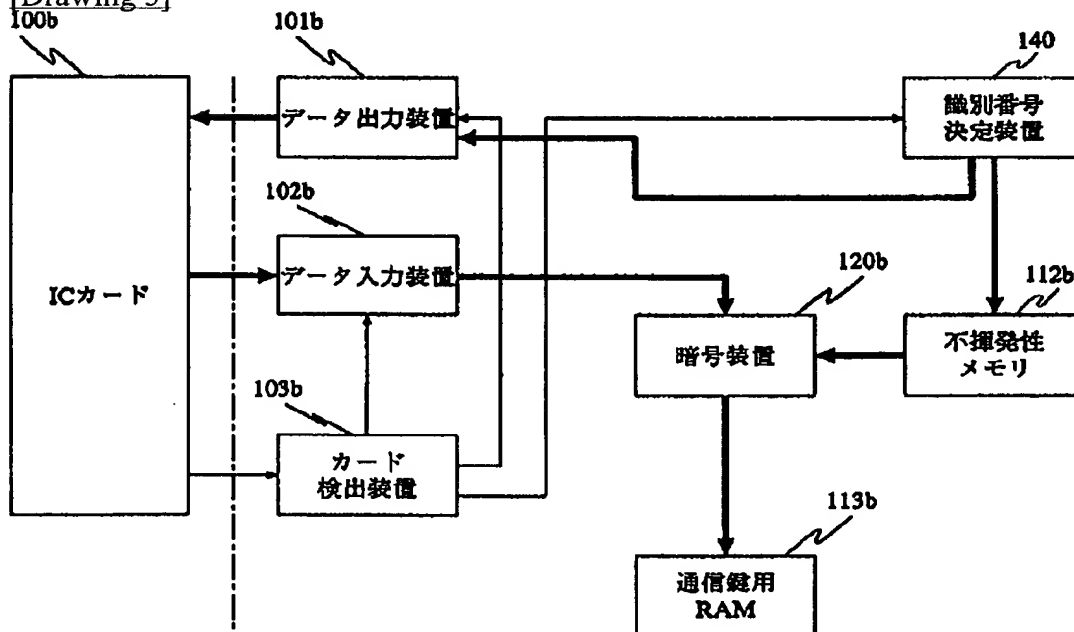 [Drawing 5]
100b
101b
140
データ出力装置
識別番号
決定装置
102b
ICカード
データ入力装置
120b
112b
暗号装置
不揮発性
メモリ
103b
カード
検出装置
113b
通信鍵用
RAM